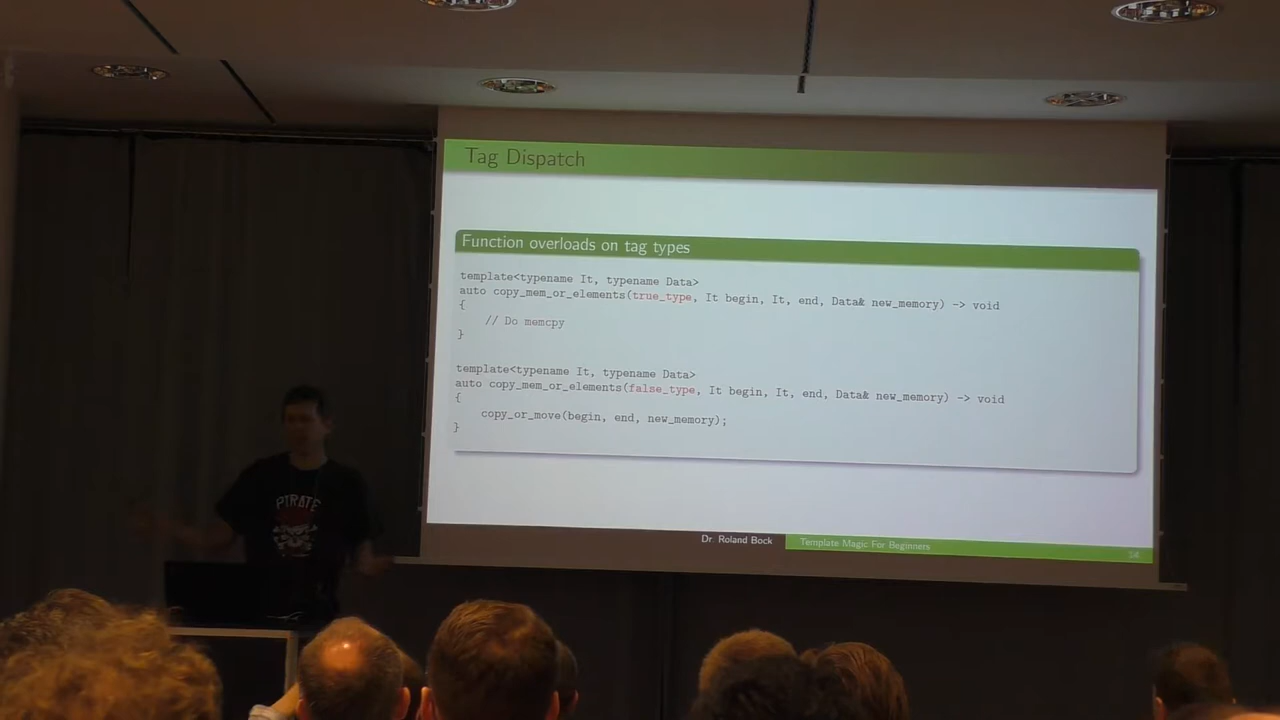 Tag Dispatch
Function overloads on tag types
template<typename It, typename Data>
auto copy_mem_or_elements(true_type, It begin, It, end, Data& new_memory) -> void
{
// Do memcpy
}
template<typename It, typename Data>
auto copy_mem_or_elements(false_type, It begin, It, end, Data& new_memory) -> void
{
copy_or_move(begin, end, new_memory);
}
Dr. Roland Bock
Template Magic For Beginners
54
PIRATE